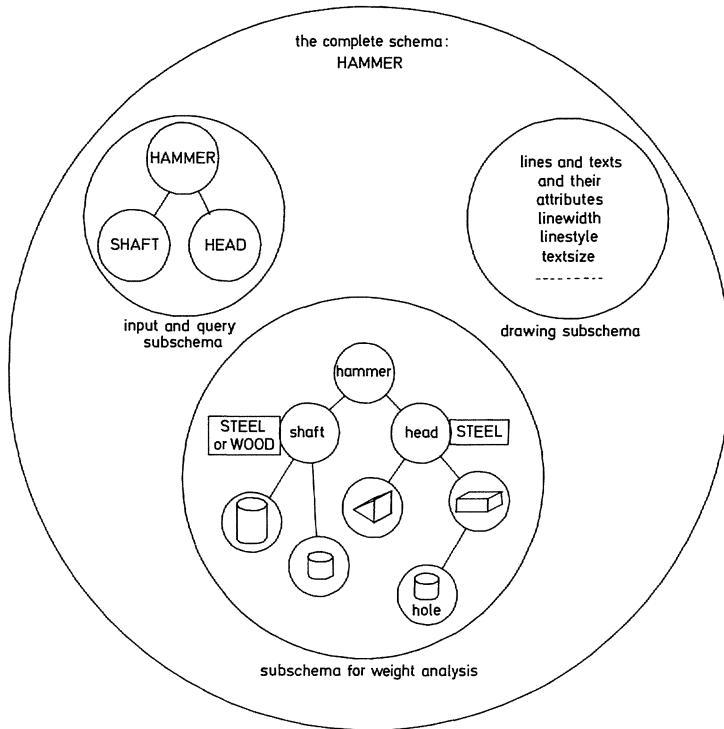 the complete schema:
HAMMER
HAMMER
SHAFT
HEAD
input and query
subschema
lines and texts
and their
attributes
linewidth
linestyle
textsize
drawing subschema
hammer
STEEL
or WOOD
shaft
head
STEEL
hole
subschema for weight analysis